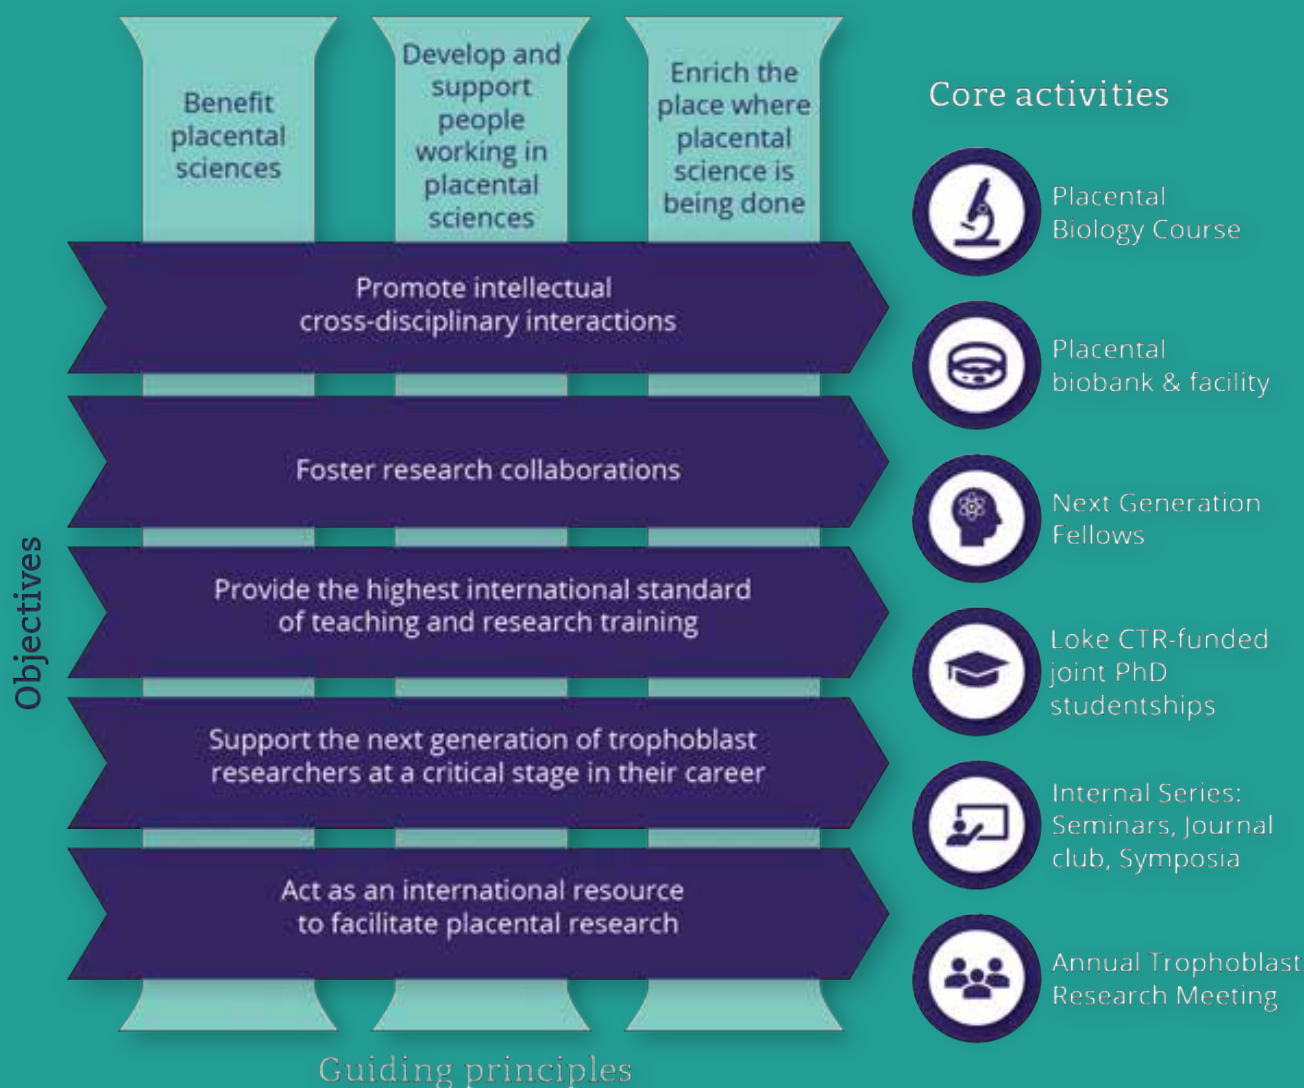 Benefit
placental
sciences
Develop and
support
people
working in
placental
sciences
Enrich the
place where
placental
science is
being done
Promote intellectual
cross-disciplinary interactions
Foster research collaborations
Provide the highest international standard
of teaching and research training
Support the next generation of trophoblast
researchers at a critical stage in their career
Act as an international resource
to facilitate placental research
Objectives
Guiding principles
Core activities
Placental
Biology Course
Placental
biobank & facility
Next Generation
Fellows
Loke CTR-funded
joint PhD
studentships
Internal Series:
Seminars, Journal
club, Symposia
Annual Trophoblast
Research Meeting